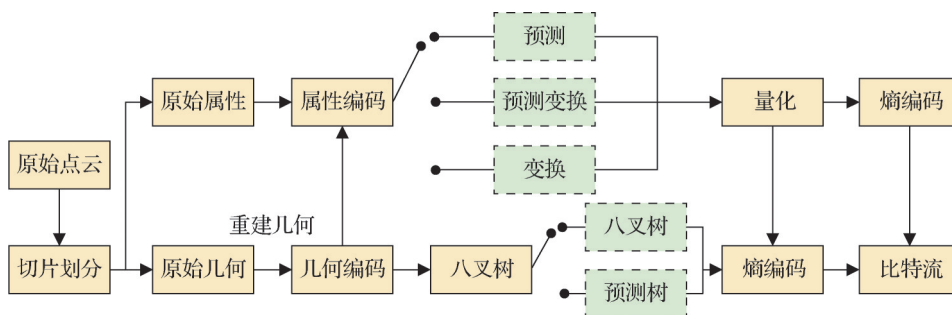 预测
原始属性
属性编码
预测变换
量化
熵编码
原始点云
变换
重建几何
八叉树
切片划分
原始几何
几何编码
八叉树
预测树
熵编码
比特流